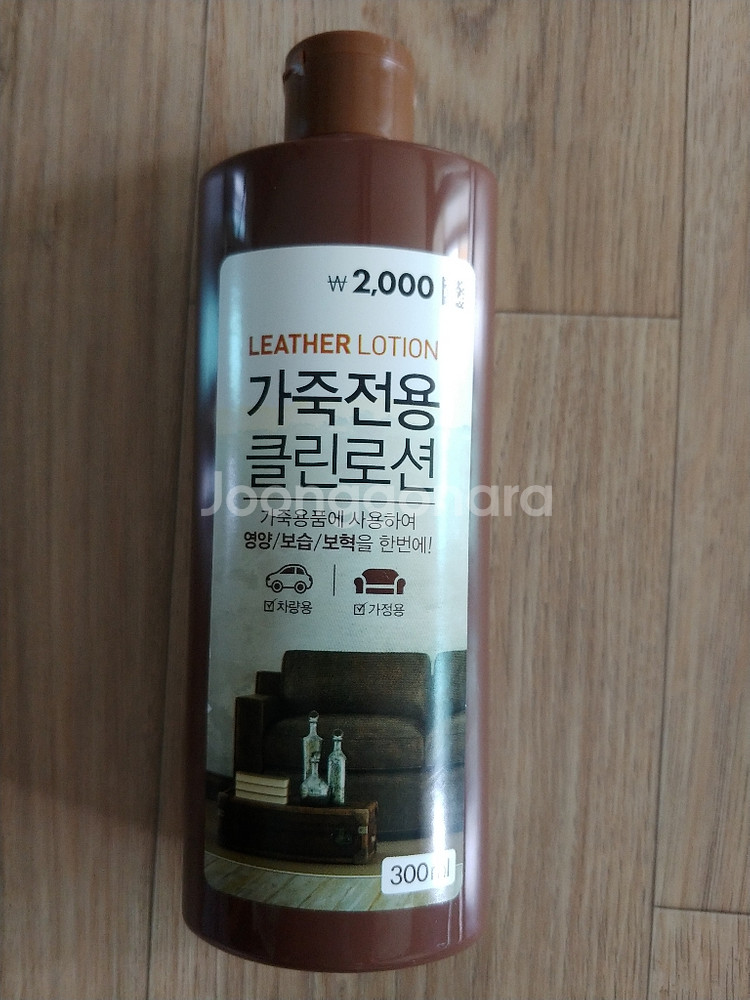 ₩2,000
LEATHER LOTION
가죽전용
클린로션
Joongonara
가죽용품에 사용하여
영양/보습/보혁을 한번에!
☑차량용
☑가정용
300ml